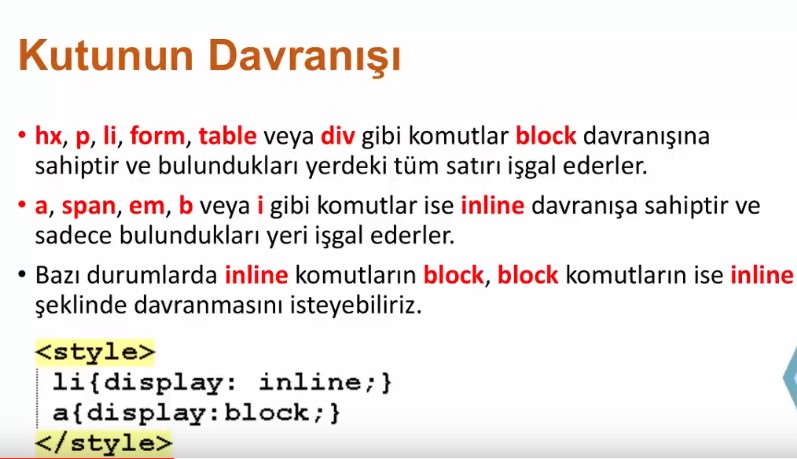 Kutunun Davranışı
• hx, p, li, form, table veya div gibi komutlar block davranışına
sahiptir ve bulundukları yerdeki tüm satırı işgal ederler.
• a, span, em, b veya i gibi komutlar ise inline davranışa sahiptir ve
sadece bulundukları yeri işgal ederler.
• Bazı durumlarda inline komutların block, block komutların ise inline
şeklinde davranmasını isteyebiliriz.
<style>
li{display: inline;}
a{display:block;}
</style>